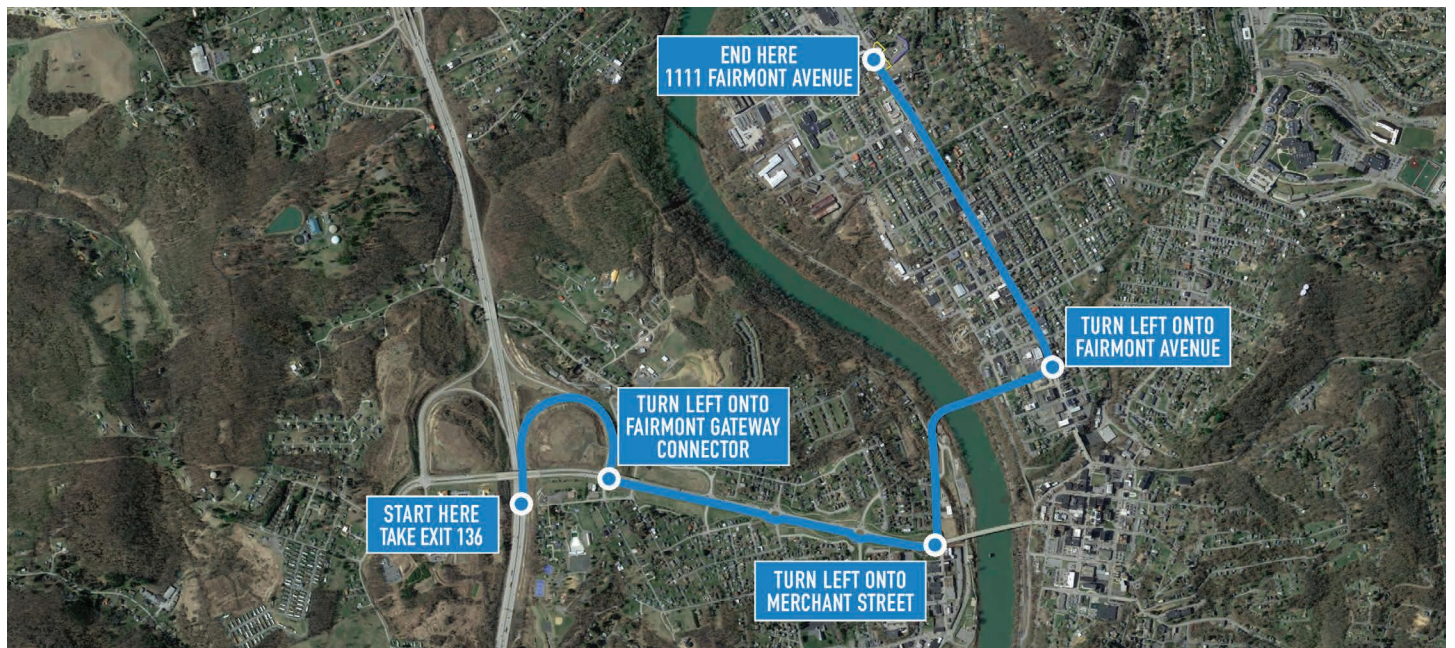 END HERE
1111 FAIRMONT AVENUE
TURN LEFT ONTO
FAIRMONT AVENUE
TURN LEFT ONTO
FAIRMONT GATEWAY
CONNECTOR
START HERE
TAKE EXIT 136
TURN LEFT ONTO
MERCHANT STREET